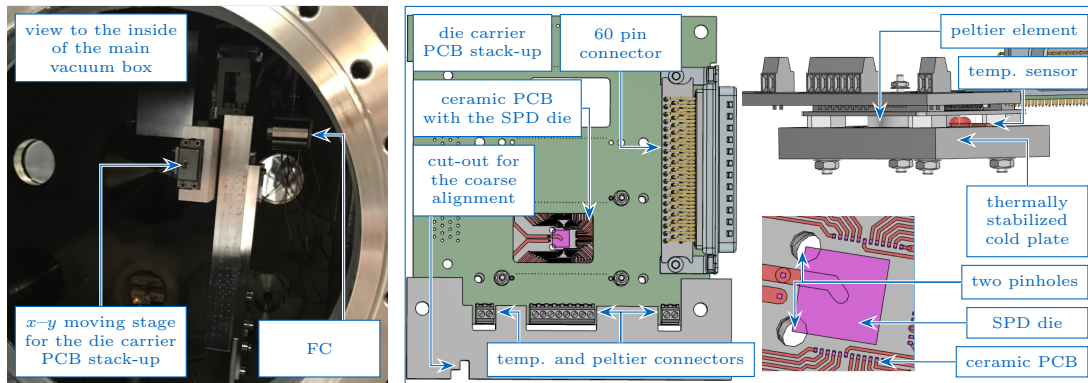 view to the inside
of the main
vacuum box
x–y moving stage
for the die carrier
PCB stack-up
FC
die carrier
PCB stack-up
60 pin
connector
ceramic PCB
with the SPD die
cut-out for
the coarse
alignment
temp. and peltier connectors
peltier element
temp. sensor
thermally
stabilized
cold plate
two pinholes
SPD die
ceramic PCB